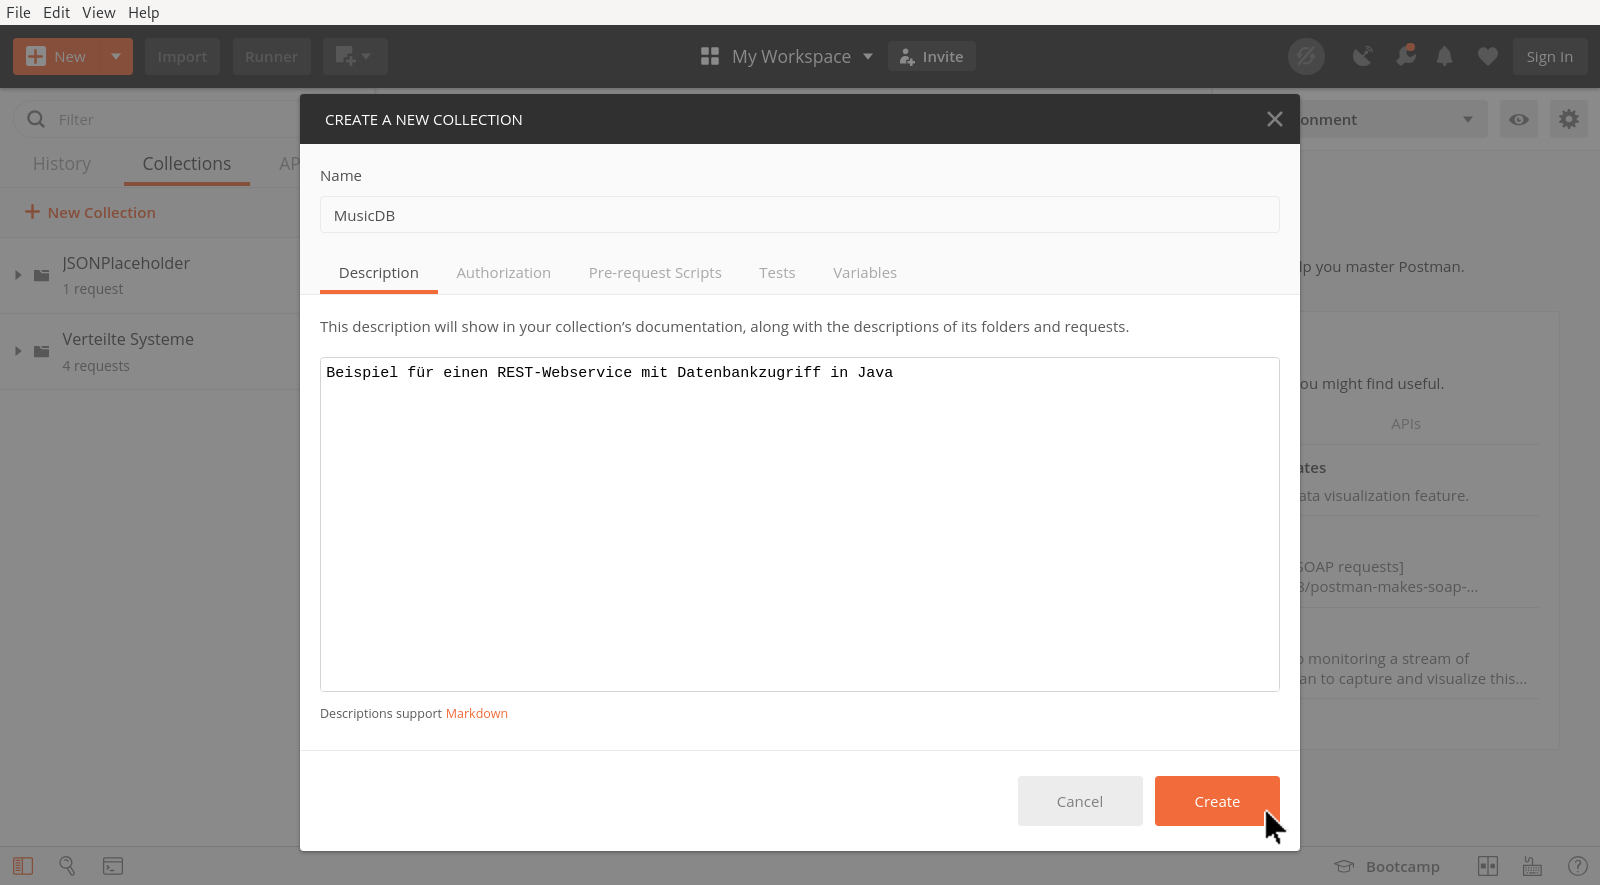 File Edit View Help
New Import Runner My Workspace Invite Sign In
Filter
CREATE A NEW COLLECTION
onment
History Collections AP
Name
New Collection
MusicDB
JSONPlaceholder
1 request
lp you master Postman.
Description Authorization Pre-request Scripts Tests Variables
This description will show in your collection’s documentation, along with the descriptions of its folders and requests.
Verteilte Systeme
4 requests
Beispiel für einen REST-Webservice mit Datenbankzugriff in Java
ou might find useful.
APIs
ates
ata visualization feature.
SOAP requests]
/postman-makes-soap-...
monitoring a stream of
an to capture and visualize this...
Descriptions support Markdown
Cancel Create
Bootcamp